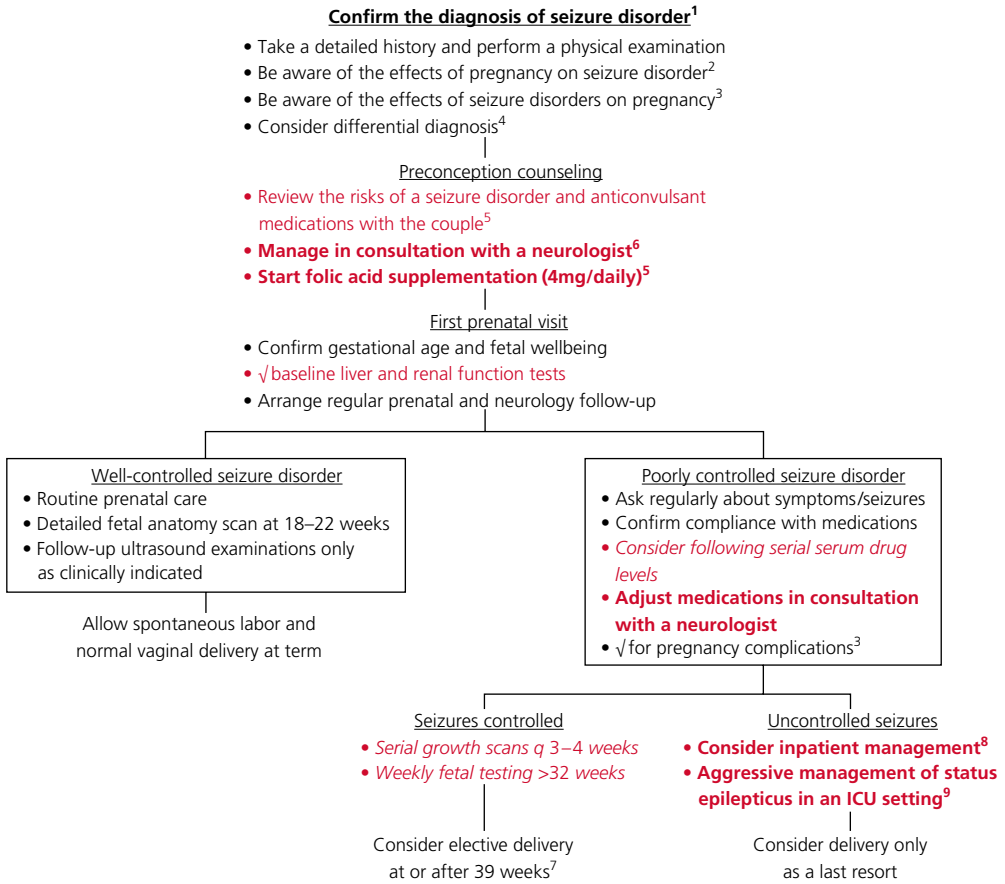 Confirm the diagnosis of seizure disorder1
• Take a detailed history and perform a physical examination
• Be aware of the effects of pregnancy on seizure disorder2
• Be aware of the effects of seizure disorders on pregnancy3
• Consider differential diagnosis4
Preconception counseling
• Review the risks of a seizure disorder and anticonvulsant
medications with the couple5
• Manage in consultation with a neurologist6
• Start folic acid supplementation (4mg/daily)5
First prenatal visit
• Confirm gestational age and fetal wellbeing
• √ baseline liver and renal function tests
• Arrange regular prenatal and neurology follow-up
Well-controlled seizure disorder
• Routine prenatal care
• Detailed fetal anatomy scan at 18–22 weeks
• Follow-up ultrasound examinations only
as clinically indicated
Allow spontaneous labor and
normal vaginal delivery at term
Poorly controlled seizure disorder
• Ask regularly about symptoms/seizures
• Confirm compliance with medications
• Consider following serial serum drug
levels
• Adjust medications in consultation
with a neurologist
• √ for pregnancy complications3
Seizures controlled
• Serial growth scans q 3–4 weeks
• Weekly fetal testing >32 weeks
Consider elective delivery
at or after 39 weeks7
Uncontrolled seizures
• Consider inpatient management8
• Aggressive management of status
epilepticus in an ICU setting9
Consider delivery only
as a last resort